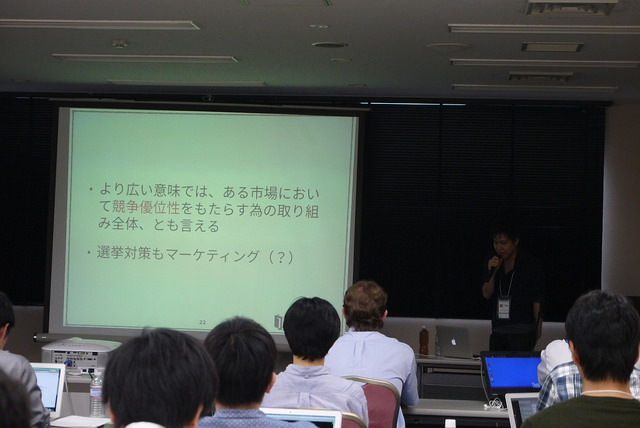 ・より広い意味では、ある市場におい
て競争優位性をもたらす為の取り組
み全体、とも言える
・選挙対策もマーケティング（？）
22